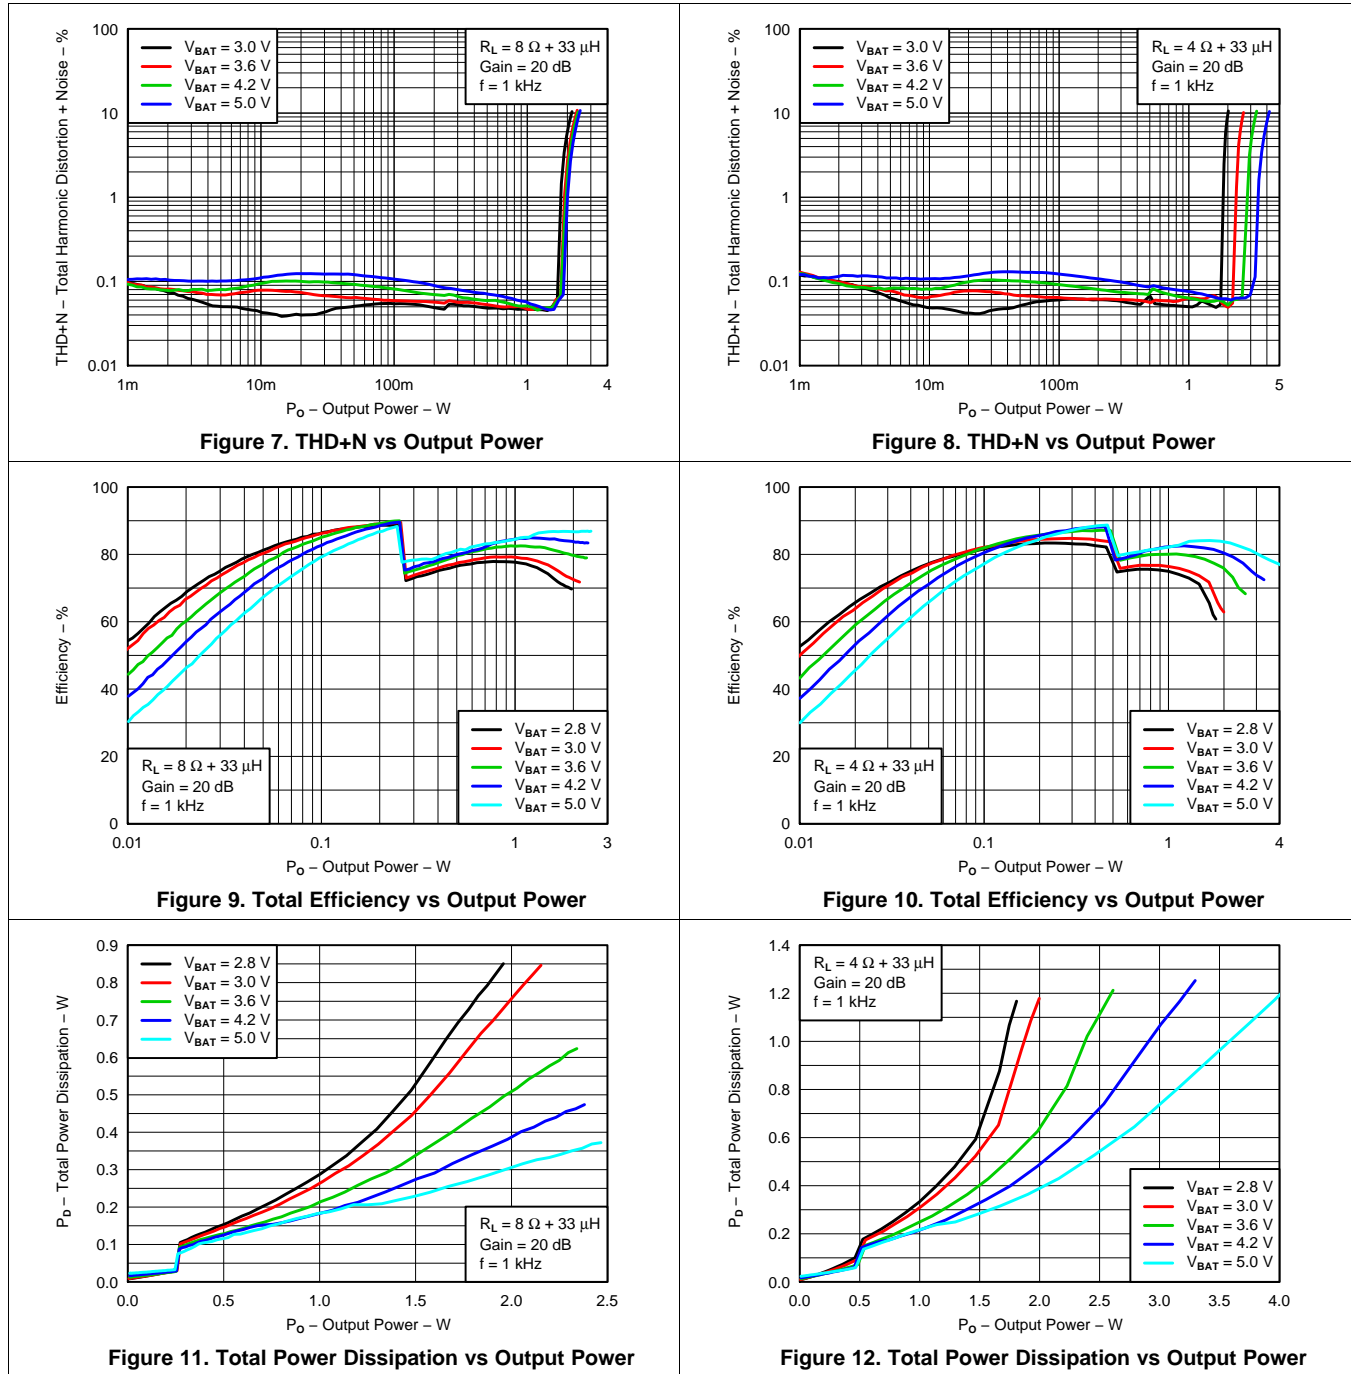 THD+N – Total Harmonic Distortion + Noise – %
100
10
1
0.1
0.01
V_BAT = 3.0 V
V_BAT = 3.6 V
V_BAT = 4.2 V
V_BAT = 5.0 V
R_L = 8 Ω + 33 μH
Gain = 20 dB
f = 1 kHz
1m 10m 100m 1 4
P_O – Output Power – W
Figure 7. THD+N vs Output Power
THD+N – Total Harmonic Distortion + Noise – %
100
10
1
0.1
0.01
V_BAT = 3.0 V
V_BAT = 3.6 V
V_BAT = 4.2 V
V_BAT = 5.0 V
R_L = 4 Ω + 33 μH
Gain = 20 dB
f = 1 kHz
1m 10m 100m 1 5
P_O – Output Power – W
Figure 8. THD+N vs Output Power
Efficiency – %
100
80
60
40
20
0
R_L = 8 Ω + 33 μH
Gain = 20 dB
f = 1 kHz
V_BAT = 2.8 V
V_BAT = 3.0 V
V_BAT = 3.6 V
V_BAT = 4.2 V
V_BAT = 5.0 V
0.01 0.1 1 3
P_O – Output Power – W
Figure 9. Total Efficiency vs Output Power
Efficiency – %
100
80
60
40
20
0
R_L = 4 Ω + 33 μH
Gain = 20 dB
f = 1 kHz
V_BAT = 2.8 V
V_BAT = 3.0 V
V_BAT = 3.6 V
V_BAT = 4.2 V
V_BAT = 5.0 V
0.01 0.1 1 4
P_O – Output Power – W
Figure 10. Total Efficiency vs Output Power
P_D – Total Power Dissipation – W
0.9
0.8
0.7
0.6
0.5
0.4
0.3
0.2
0.1
0.0
V_BAT = 2.8 V
V_BAT = 3.0 V
V_BAT = 3.6 V
V_BAT = 4.2 V
V_BAT = 5.0 V
R_L = 8 Ω + 33 μH
Gain = 20 dB
f = 1 kHz
0.0 0.5 1.0 1.5 2.0 2.5
P_O – Output Power – W
Figure 11. Total Power Dissipation vs Output Power
P_D – Total Power Dissipation – W
1.4
1.2
1.0
0.8
0.6
0.4
0.2
0.0
R_L = 4 Ω + 33 μH
Gain = 20 dB
f = 1 kHz
V_BAT = 2.8 V
V_BAT = 3.0 V
V_BAT = 3.6 V
V_BAT = 4.2 V
V_BAT = 5.0 V
0.0 0.5 1.0 1.5 2.0 2.5 3.0 3.5 4.0
P_O – Output Power – W
Figure 12. Total Power Dissipation vs Output Power